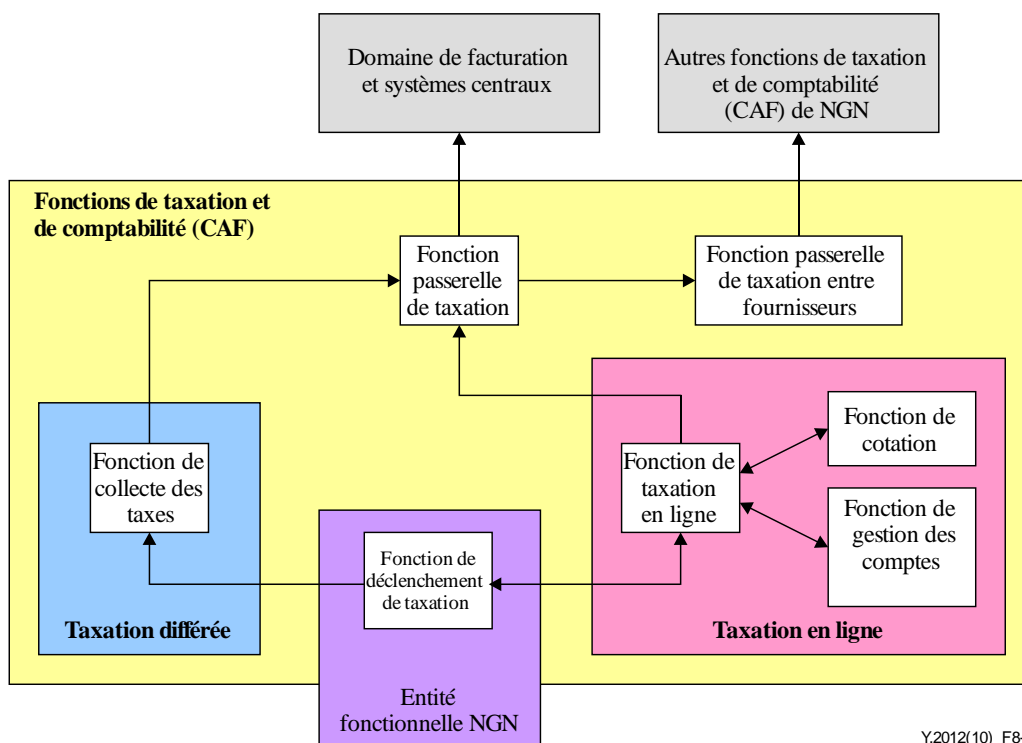 Domaine de facturation
et systèmes centraux
Autres fonctions de taxation
et de comptabilité
(CAF) de NGN
Fonctions de taxation et
de comptabilité (CAF)
Fonction
passerelle
de taxation
Fonction passerelle
de taxation entre
fournisseurs
Fonction de
collecte des
taxes
Taxation différée
Fonction de
déclenchement
de taxation
Entité
fonctionnelle NGN
Fonction de
taxation
en ligne
Fonction de
cotation
Fonction de
gestion des
comptes
Taxation en ligne
Y.2012(10)_F8-